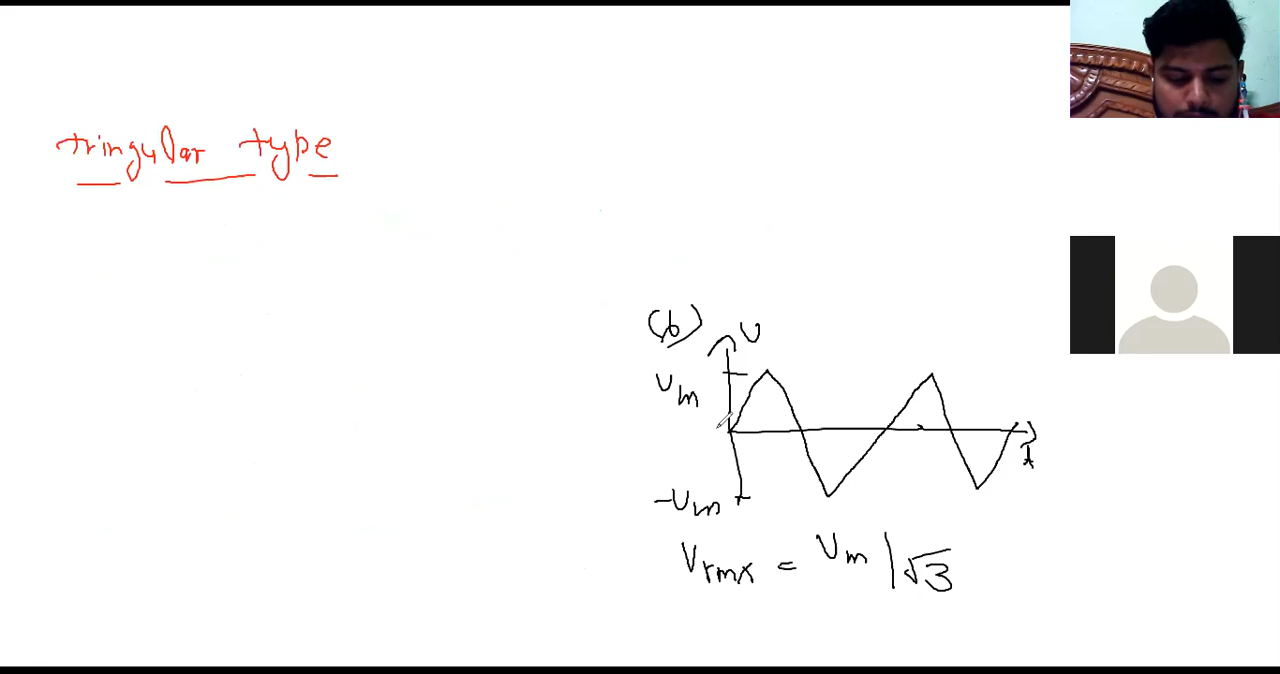 tringular type
(b)
V
Vm
t
-Vm
Vrmx = Vm /√3